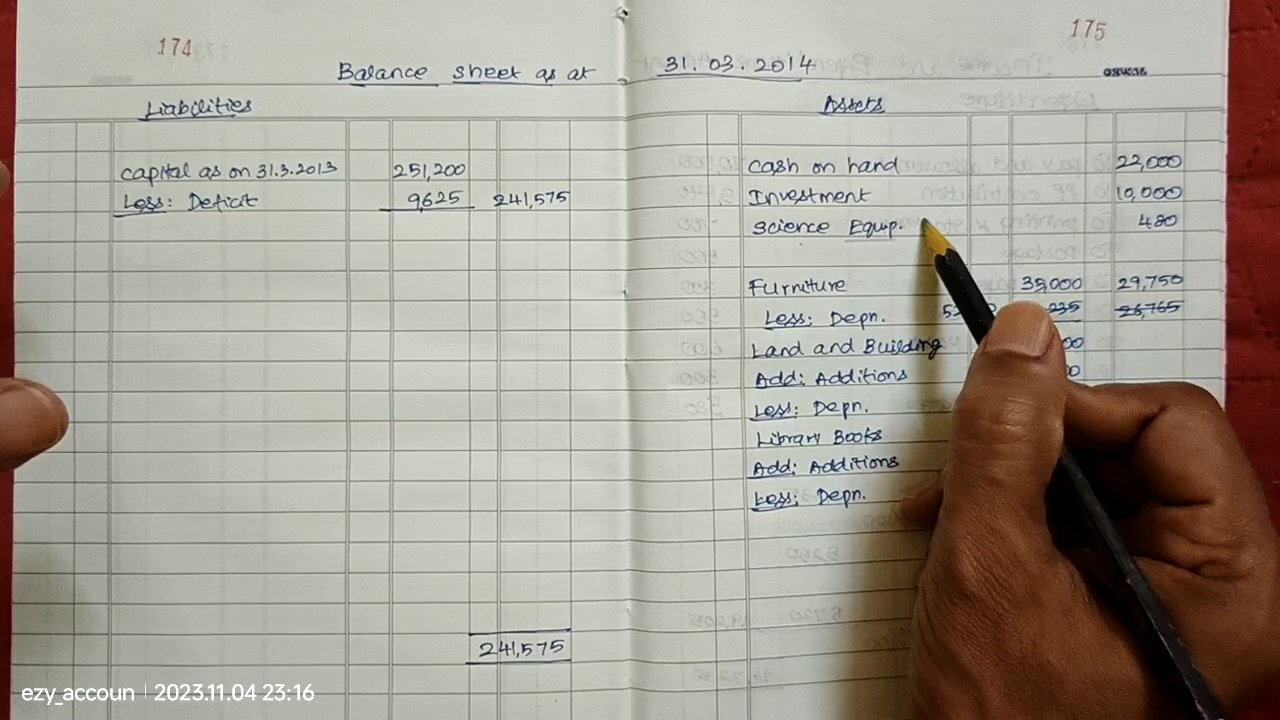 174
175
Balance sheet as at 31.03.2014
Liabilities
Assets
Capital as on 31.3.2013 251,200
Less: Deficit 9,625 241,575
241,575
Cash on hand 22,000
Investment 10,000
Science Equip. 480
Furniture 35,000 29,750
Less: Depn.
Land and Building
Add: Additions
Less: Depn.
Library Books
Add: Additions
Less: Depn.
ezy_accoun | 2023.11.04 23:16